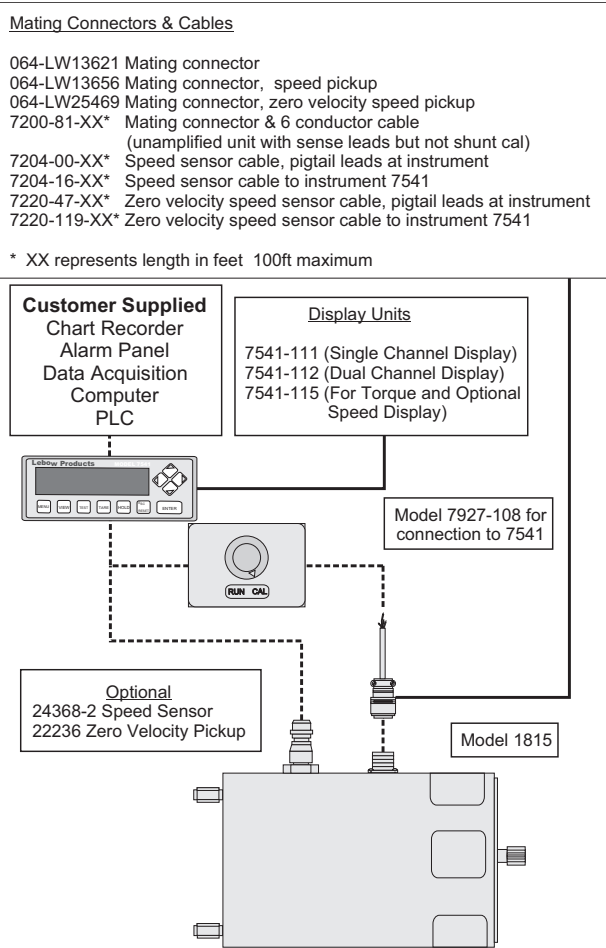 Mating Connectors & Cables
064-LW13621 Mating connector
064-LW13656 Mating connector, speed pickup
064-LW25469 Mating connector, zero velocity speed pickup
7200-81-XX* Mating connector & 6 conductor cable
(unamplified unit with sense leads but not shunt cal)
7204-00-XX* Speed sensor cable, pigtail leads at instrument
7204-16-XX* Speed sensor cable to instrument 7541
7220-47-XX* Zero velocity speed sensor cable, pigtail leads at instrument
7220-119-XX* Zero velocity speed sensor cable to instrument 7541
* XX represents length in feet 100ft maximum
Customer Supplied
Chart Recorder
Alarm Panel
Data Acquisition
Computer
PLC
Display Units
7541-111 (Single Channel Display)
7541-112 (Dual Channel Display)
7541-115 (For Torque and Optional
Speed Display)
Lebow Products
MENU VIEW TEST TARE HOLD RESET ENTER
Model 7927-108 for
connection to 7541
RUN CAL
Optional
24368-2 Speed Sensor
22236 Zero Velocity Pickup
Model 1815